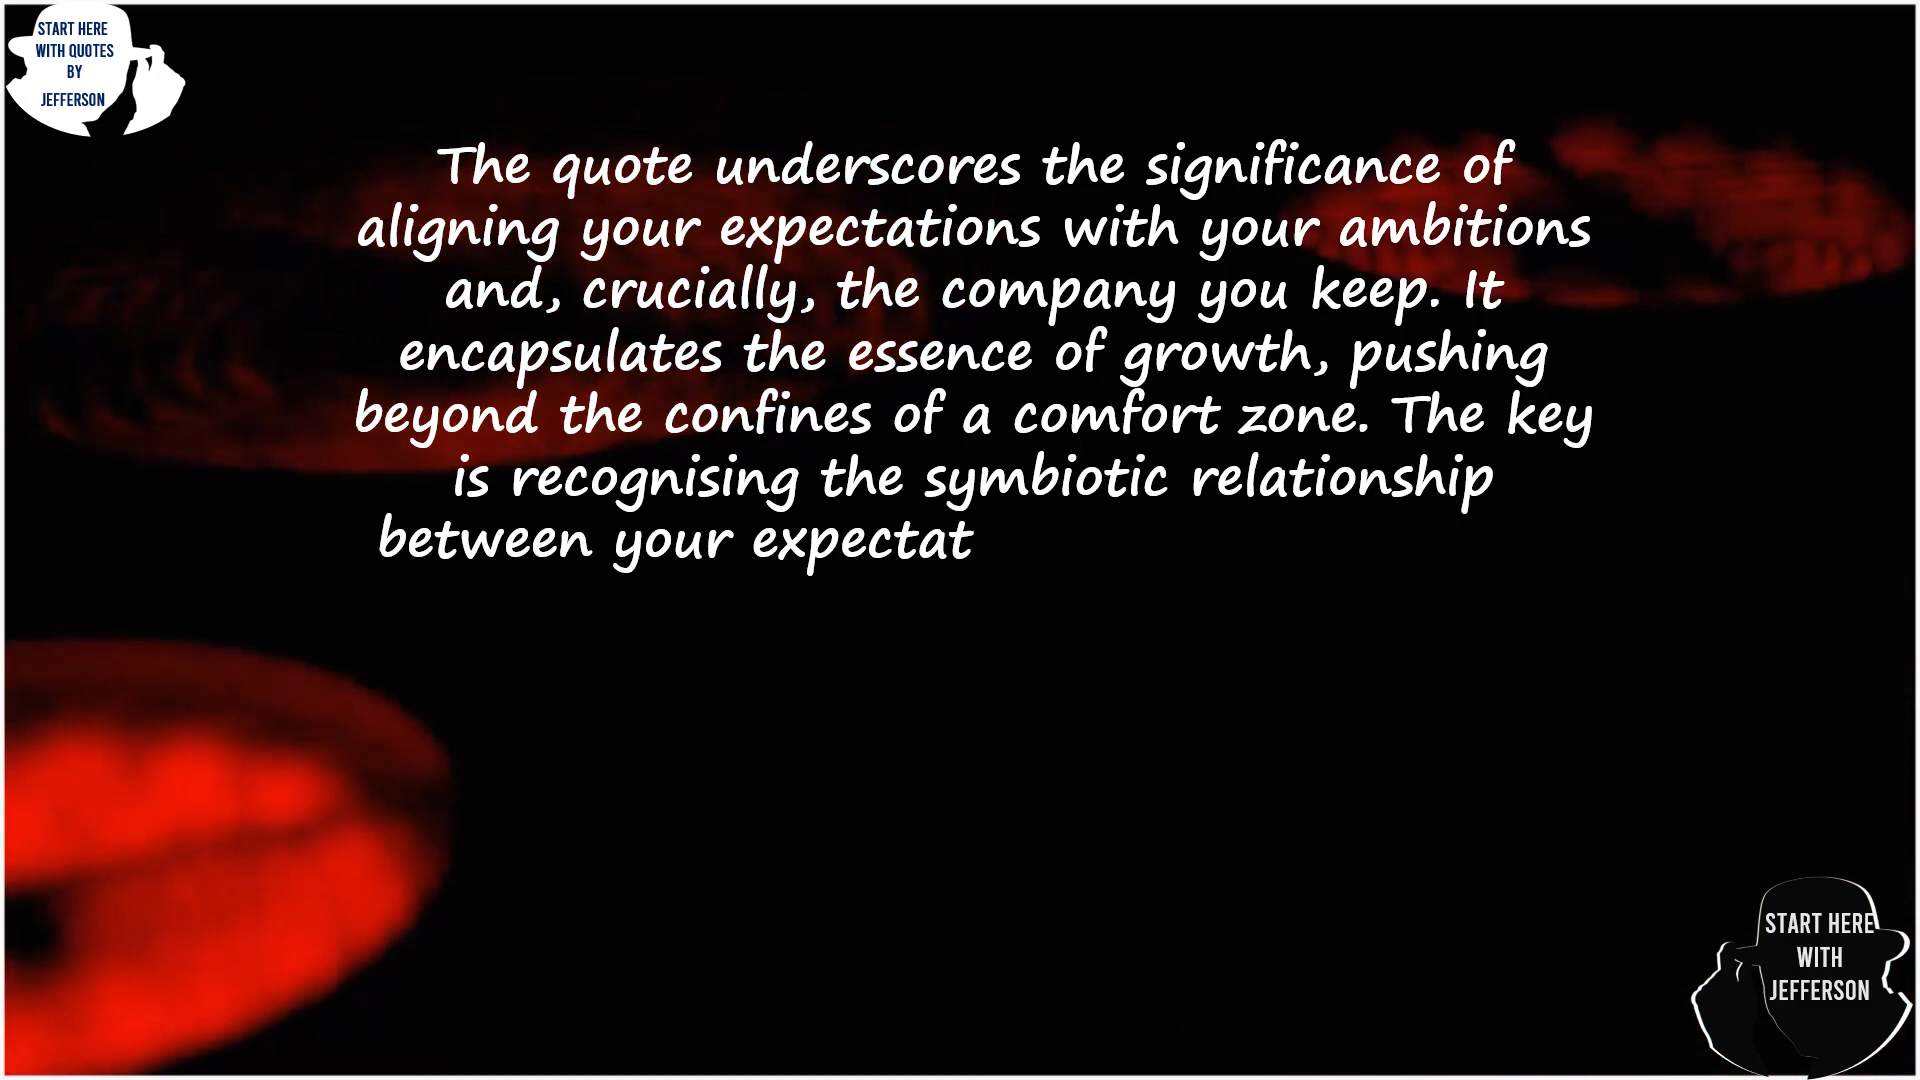 START HERE
WITH QUOTES
BY
JEFFERSON
The quote underscores the significance of
aligning your expectations with your ambitions
and, crucially, the company you keep. It
encapsulates the essence of growth, pushing
beyond the confines of a comfort zone. The key
is recognising the symbiotic relationship
between your expectat
START HERE
WITH
JEFFERSON